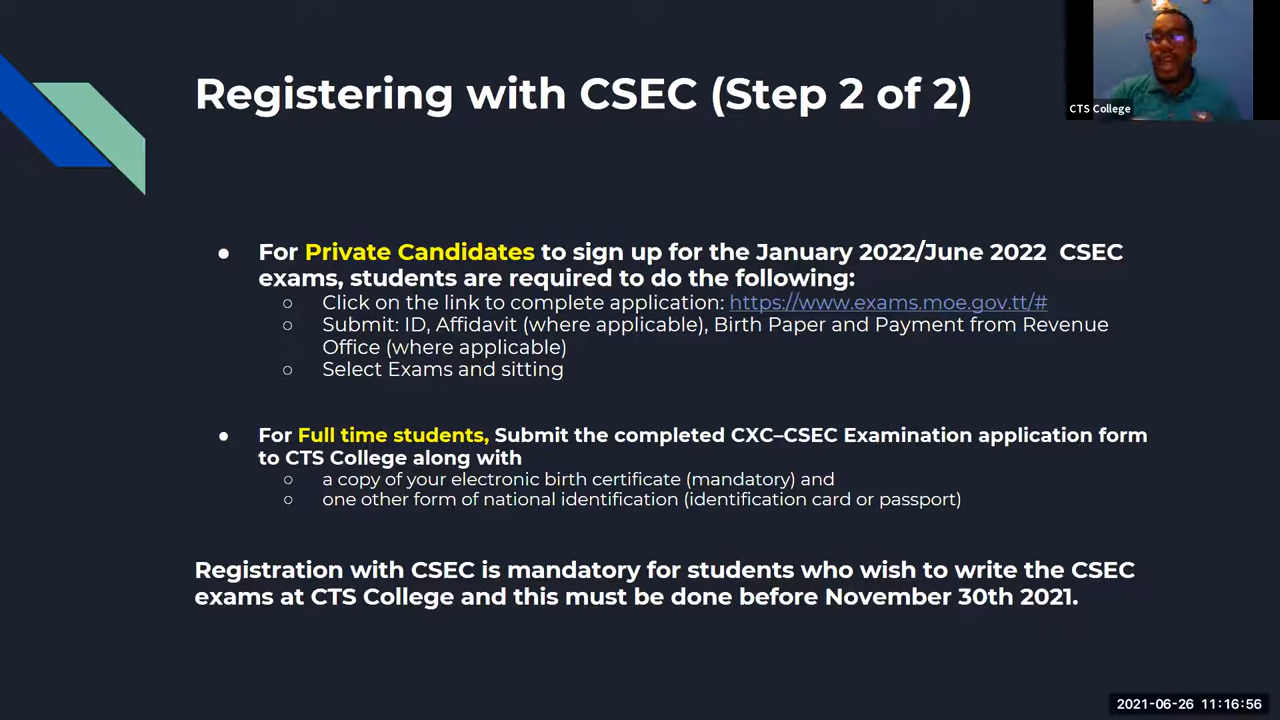 Registering with CSEC (Step 2 of 2)
CTS College
● For Private Candidates to sign up for the January 2022/June 2022 CSEC
exams, students are required to do the following:
○ Click on the link to complete application: https://www.exams.moe.gov.tt/#
○ Submit: ID, Affidavit (where applicable), Birth Paper and Payment from Revenue
Office (where applicable)
○ Select Exams and sitting
● For Full time students, Submit the completed CXC–CSEC Examination application form
to CTS College along with
○ a copy of your electronic birth certificate (mandatory) and
○ one other form of national identification (identification card or passport)
Registration with CSEC is mandatory for students who wish to write the CSEC
exams at CTS College and this must be done before November 30th 2021.
2021-06-26 11:16:56